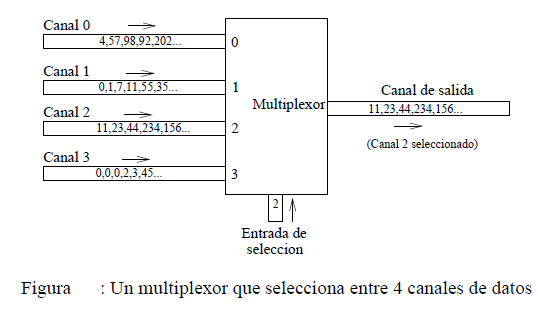 Canal 0
4,57,98,92,202...
0
Canal 1
0,1,7,11,55,35...
1
Canal 2
11,23,44,234,156...
2
Canal 3
0,0,0,2,3,45...
3
Multiplexor
Canal de salida
11,23,44,234,156...
(Canal 2 seleccionado)
2
Entrada de
seleccion
Figura : Un multiplexor que selecciona entre 4 canales de datos